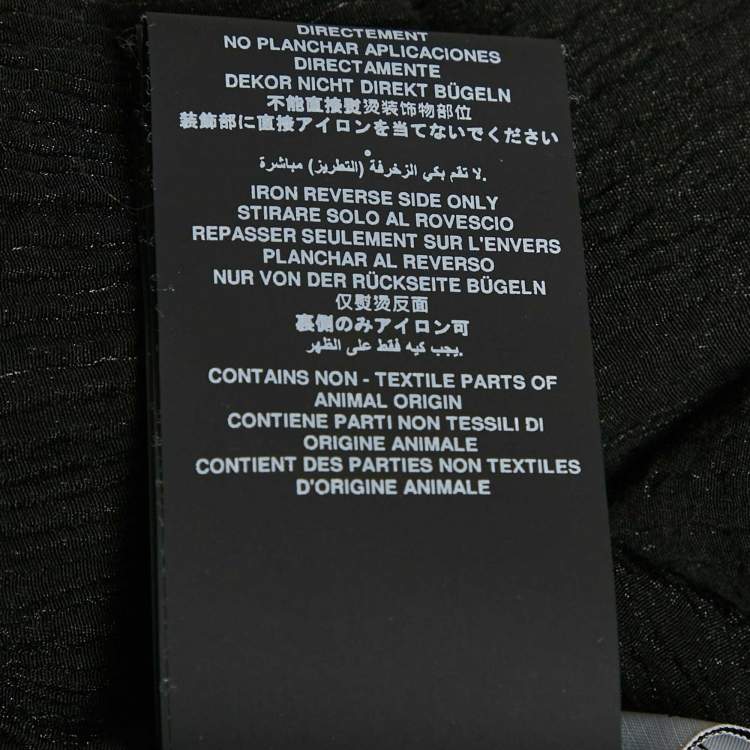 DIRECTEMENT
NO PLANCHAR APLICACIONES
DIRECTAMENTE
DEKOR NICHT DIREKT BÜGELN
不能直接熨烫装饰物部位
装飾部に直接アイロンを当てないでください
لا تقم بكي الزخرفة (التطريز) مباشرة.
IRON REVERSE SIDE ONLY
STIRARE SOLO AL ROVESCIO
REPASSER SEULEMENT SUR L'ENVERS
PLANCHAR AL REVERSO
NUR VON DER RÜCKSEITE BÜGELN
仅熨烫反面
裏側のみアイロン可
يجب كيه فقط على الظهر.
CONTAINS NON - TEXTILE PARTS OF
ANIMAL ORIGIN
CONTIENE PARTI NON TESSILI DI
ORIGINE ANIMALE
CONTIENT DES PARTIES NON TEXTILES
D'ORIGINE ANIMALE